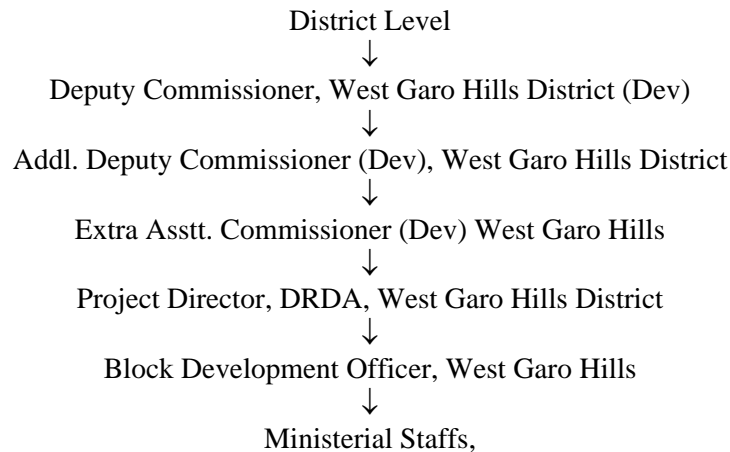 District Level
↓
Deputy Commissioner, West Garo Hills District (Dev)
↓
Addl. Deputy Commissioner (Dev), West Garo Hills District
↓
Extra Asstt. Commissioner (Dev) West Garo Hills
↓
Project Director, DRDA, West Garo Hills District
↓
Block Development Officer, West Garo Hills
↓
Ministerial Staffs,